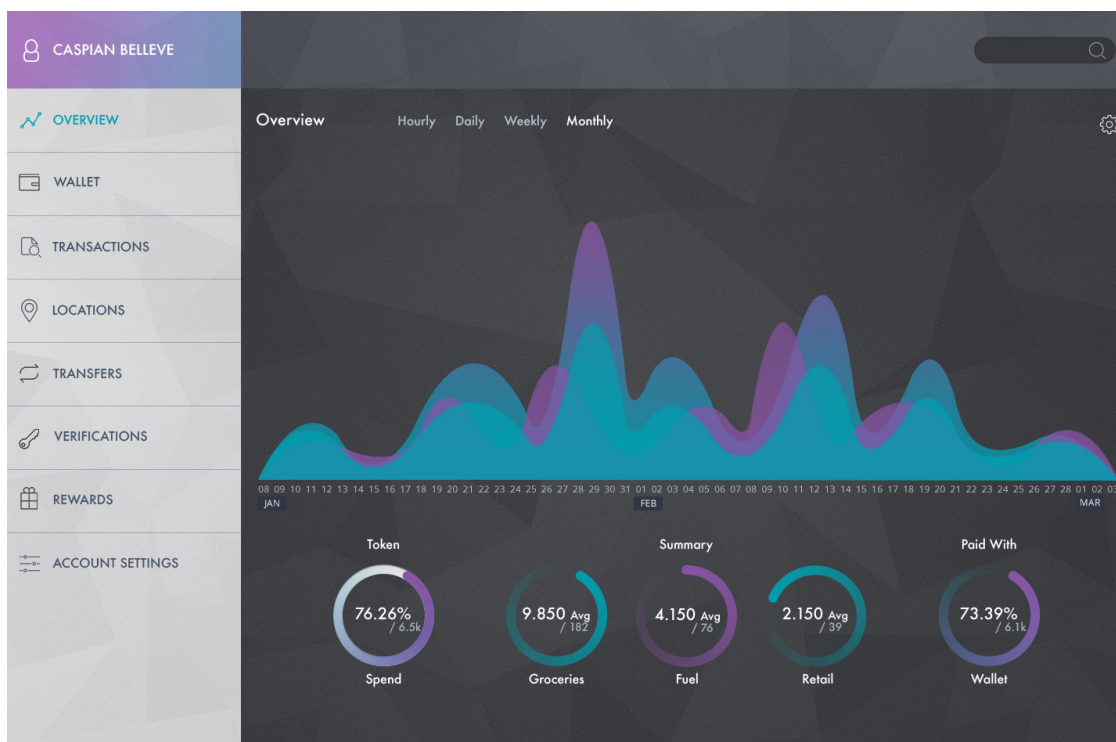 CASPIAN BELLEVE
OVERVIEW
WALLET
TRANSACTIONS
LOCATIONS
TRANSFERS
VERIFICATIONS
REWARDS
ACCOUNT SETTINGS
Overview Hourly Daily Weekly Monthly
08 09 10 11 12 13 14 15 16 17 18 19 20 21 22 23 24 25 26 27 28 29 30 31 01 02 03 04 05 06 07 08 09 10 11 12 13 14 15 16 17 18 19 20 21 22 23 24 25 26 27 28 01 02 03
JAN FEB MAR
Token Summary Paid With
76.26% 9.850 Avg 4.150 Avg 2.150 Avg 73.39%
/ 6.5k / 182 / 76 / 39 / 6.1k
Spend Groceries Fuel Retail Wallet